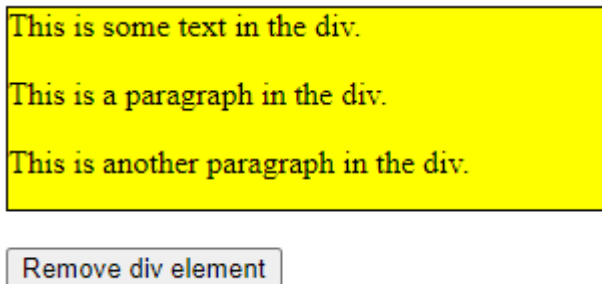 This is some text in the div.
This is a paragraph in the div.
This is another paragraph in the div.
Remove div element